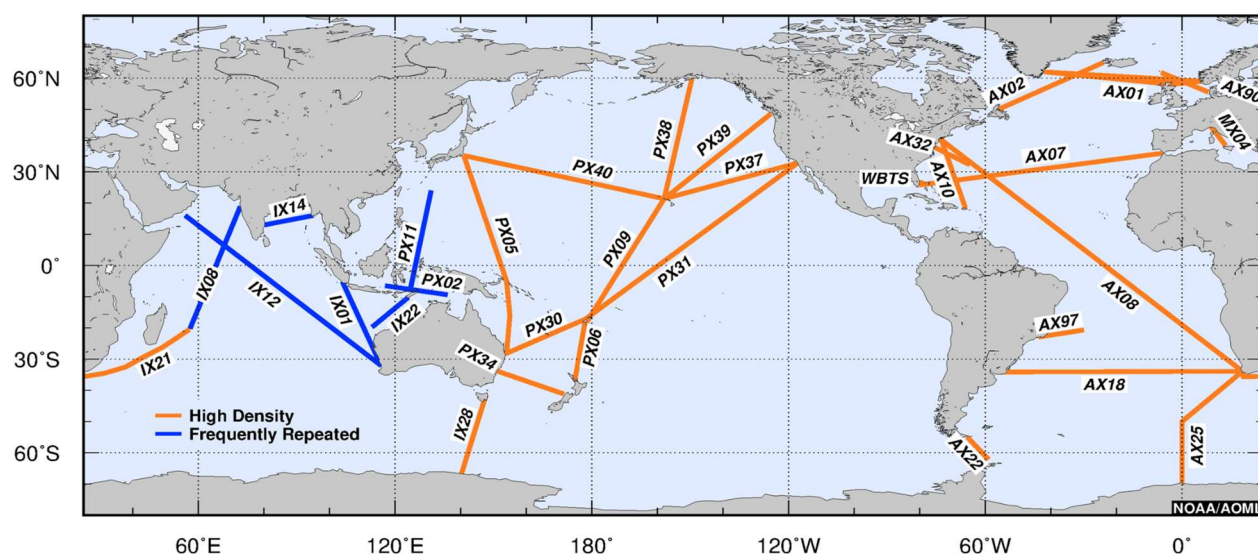 60°N
30°N
0°
30°S
60°S
AX02
AX01
AX90
MX04
AX32
AX07
WBTS
AX10
PX38
PX39
PX40
PX37
IX14
PX11
PX05
PX09
PX31
IX08
IX12
PX02
IX01
IX22
AX08
PX30
PX06
AX97
IX21
PX34
AX18
High Density
Frequently Repeated
IX28
AX22
AX25
NOAA/AOML
60°E
120°E
180°
120°W
60°W
0°